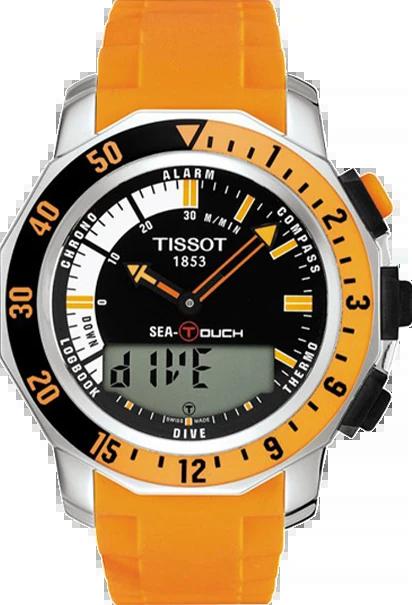 50
40
30
20
15
12
9
6
3
2
1
ALARM
CHRONO
COMPASS
30 M/MIN
20
10
0
DOWN
TISSOT
1853
SEA-TOUCH
LOGBOOK
THERMO
dIVE
T
SWISS MADE
DIVE